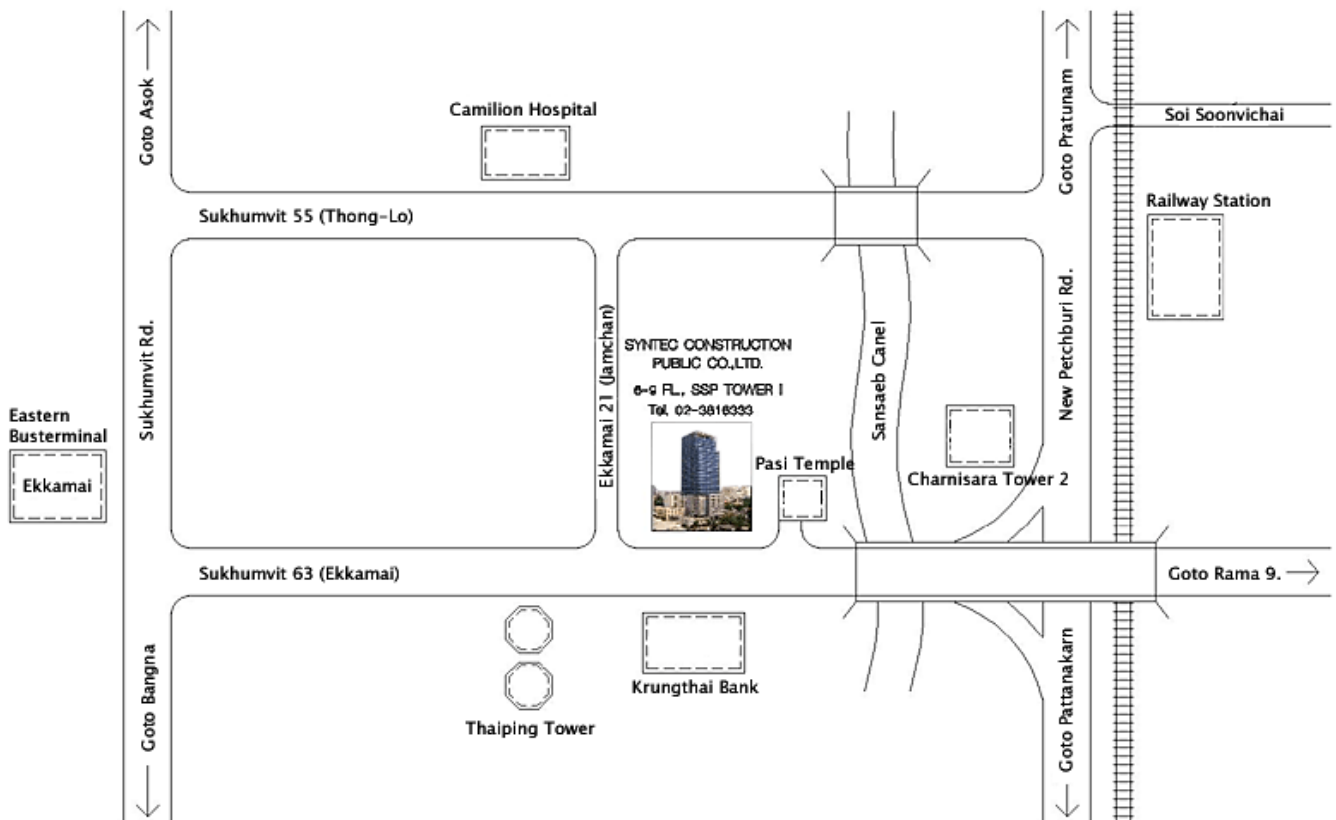 Goto Asok
Camilion Hospital
Goto Pratunam
Soi Soonvichai
Sukhumvit 55 (Thong-Lo)
Railway Station
Sukhumvit Rd.
Ekkamai 21 (Jamchan)
SYNTEC CONSTRUCTION
PUBLIC CO.,LTD.
6-9 FL., SSP TOWER I
Tel. 02-3816333
Sansaeb Canel
New Petchburi Rd.
Eastern
Busterminal
Ekkamai
Pasi Temple
Charnisara Tower 2
Sukhumvit 63 (Ekkamai)
Goto Rama 9.
Goto Bangna
Krungthai Bank
Thaiping Tower
Goto Pattanakarn